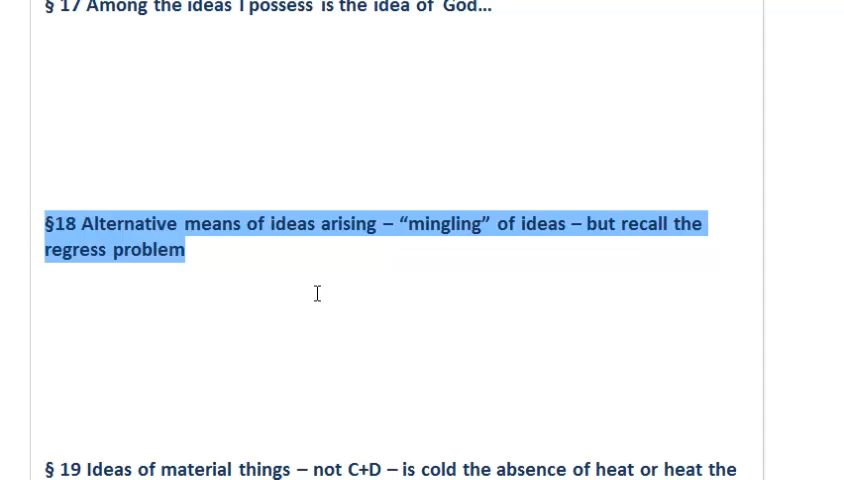 § 17 Among the ideas I possess is the idea of God...
§18 Alternative means of ideas arising – “mingling” of ideas – but recall the
regress problem
§ 19 Ideas of material things – not C+D – is cold the absence of heat or heat the